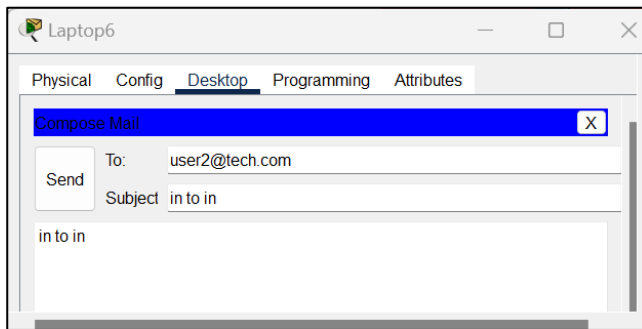 Laptop6
Physical Config Desktop Programming Attributes
Compose Mail X
Send
To: user2@tech.com
Subject in to in
in to in